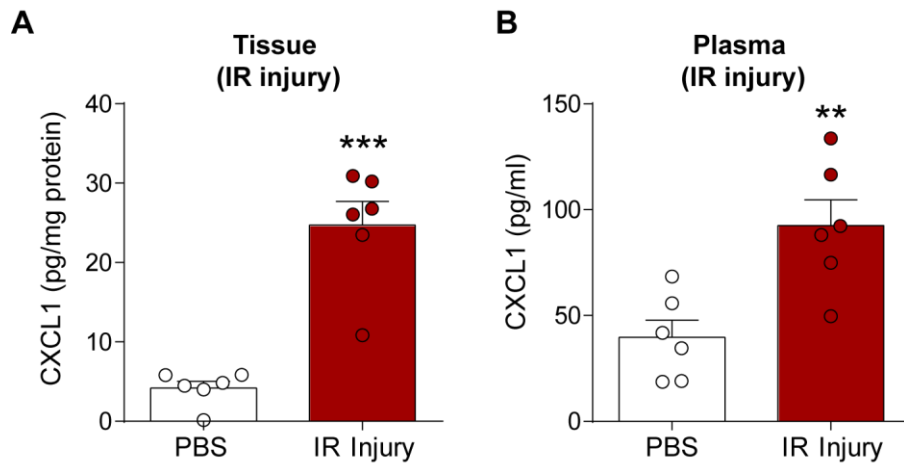 A
Tissue
(IR injury)
CXCL1 (pg/mg protein)
40
30
20
10
0
***
PBS
IR Injury
B
Plasma
(IR injury)
CXCL1 (pg/ml)
150
100
50
0
**
PBS
IR Injury